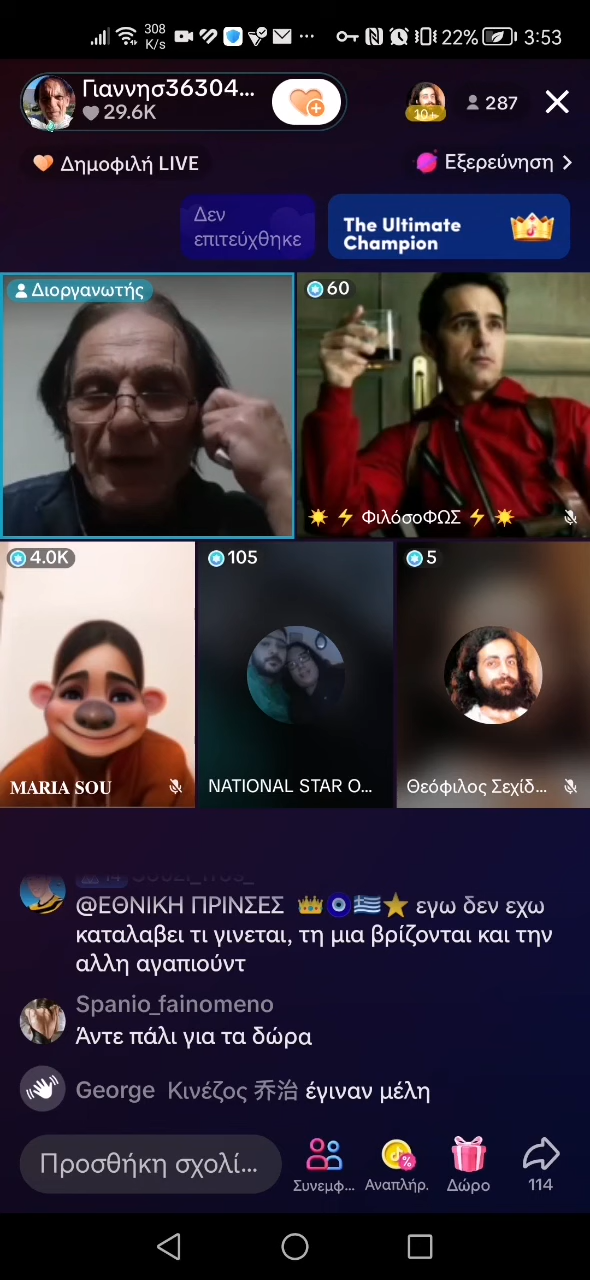 308
K/s
22%
3:53
Γιαννησ36304...
29.6K
10+
287
Δημοφιλή LIVE
Εξερεύνηση
Δεν
επιτεύχθηκε
The Ultimate
Champion
Διοργανωτής
60
ΦιλόσοΦΩΣ
4.0K
105
5
MARIA SOU
NATIONAL STAR O...
Θεόφιλος Σεχίδ...
@ΕΘΝΙΚΗ ΠΡΙΝΣΕΣ 👑🧿🇬🇷⭐ εγω δεν εχω
καταλαβει τι γινεται, τη μια βρίζονται και την
αλλη αγαπιούντ
Spanio_fainomeno
Άντε πάλι για τα δώρα
George Κινέζος 乔治 έγιναν μέλη
Προσθήκη σχολί...
Συνεμφ...
Αναπλήρ.
Δώρο
114